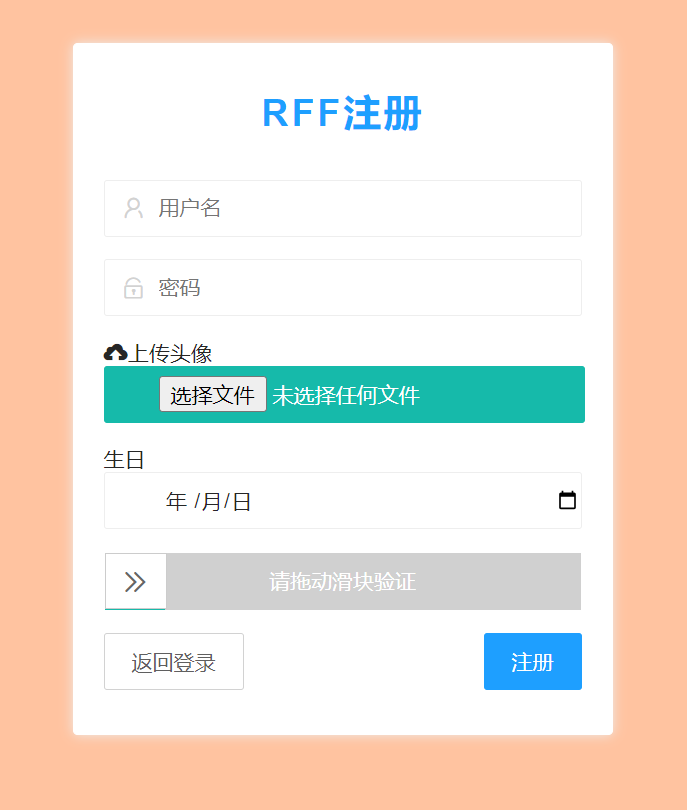 RFF注册
用户名
密码
上传头像
选择文件 未选择任何文件
生日
年 /月/日
请拖动滑块验证
返回登录 注册